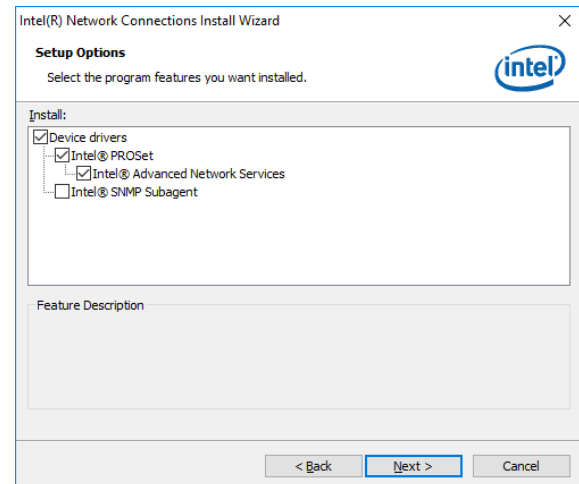 Intel(R) Network Connections Install Wizard
Setup Options
Select the program features you want installed.
intel
Install:
Device drivers
Intel® PROSet
Intel® Advanced Network Services
Intel® SNMP Subagent
Feature Description
< Back
Next >
Cancel